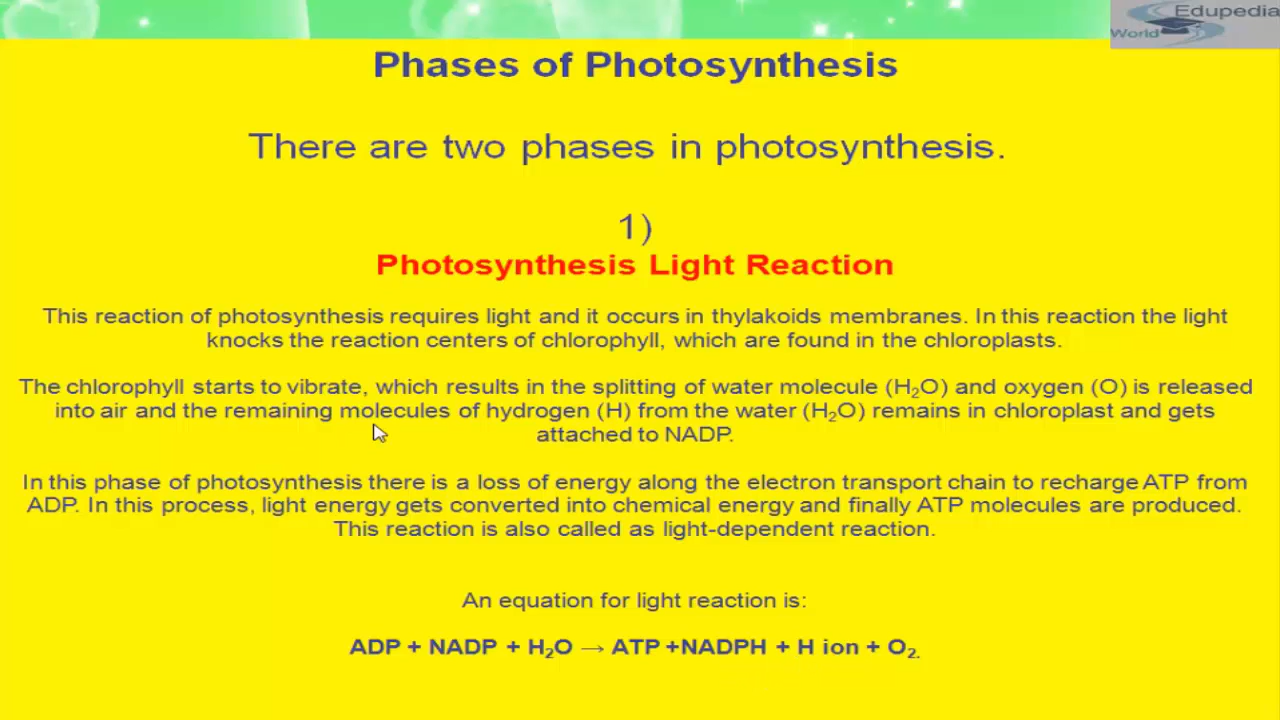 Edupedia
World
Phases of Photosynthesis
There are two phases in photosynthesis.
1)
Photosynthesis Light Reaction
This reaction of photosynthesis requires light and it occurs in thylakoids membranes. In this reaction the light
knocks the reaction centers of chlorophyll, which are found in the chloroplasts.
The chlorophyll starts to vibrate, which results in the splitting of water molecule (H₂O) and oxygen (O) is released
into air and the remaining molecules of hydrogen (H) from the water (H₂O) remains in chloroplast and gets
attached to NADP.
In this phase of photosynthesis there is a loss of energy along the electron transport chain to recharge ATP from
ADP. In this process, light energy gets converted into chemical energy and finally ATP molecules are produced.
This reaction is also called as light-dependent reaction.
An equation for light reaction is:
ADP + NADP + H₂O → ATP +NADPH + H ion + O₂.